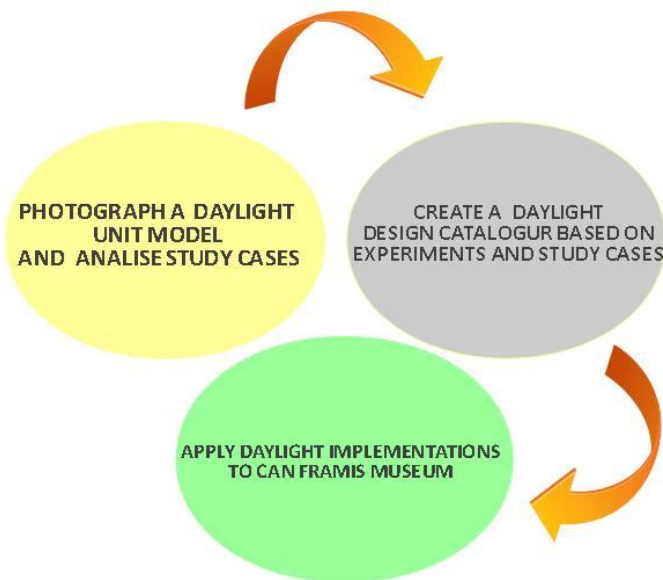 PHOTOGRAPH A DAYLIGHT
UNIT MODEL
AND ANALISE STUDY CASES
CREATE A DAYLIGHT
DESIGN CATALOGUR BASED ON
EXPERIMENTS AND STUDY CASES
APPLY DAYLIGHT IMPLEMENTATIONS
TO CAN FRAMIS MUSEUM